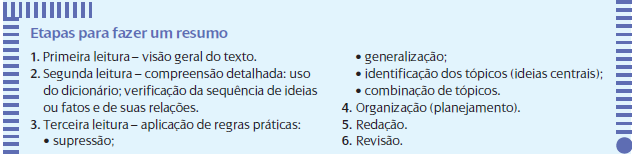 Etapas para fazer um resumo
1. Primeira leitura – visão geral do texto.
2. Segunda leitura – compreensão detalhada: uso
do dicionário; verificação da sequência de ideias
ou fatos e de suas relações.
3. Terceira leitura – aplicação de regras práticas:
• supressão;
• generalização;
• identificação dos tópicos (ideias centrais);
• combinação de tópicos.
4. Organização (planejamento).
5. Redação.
6. Revisão.